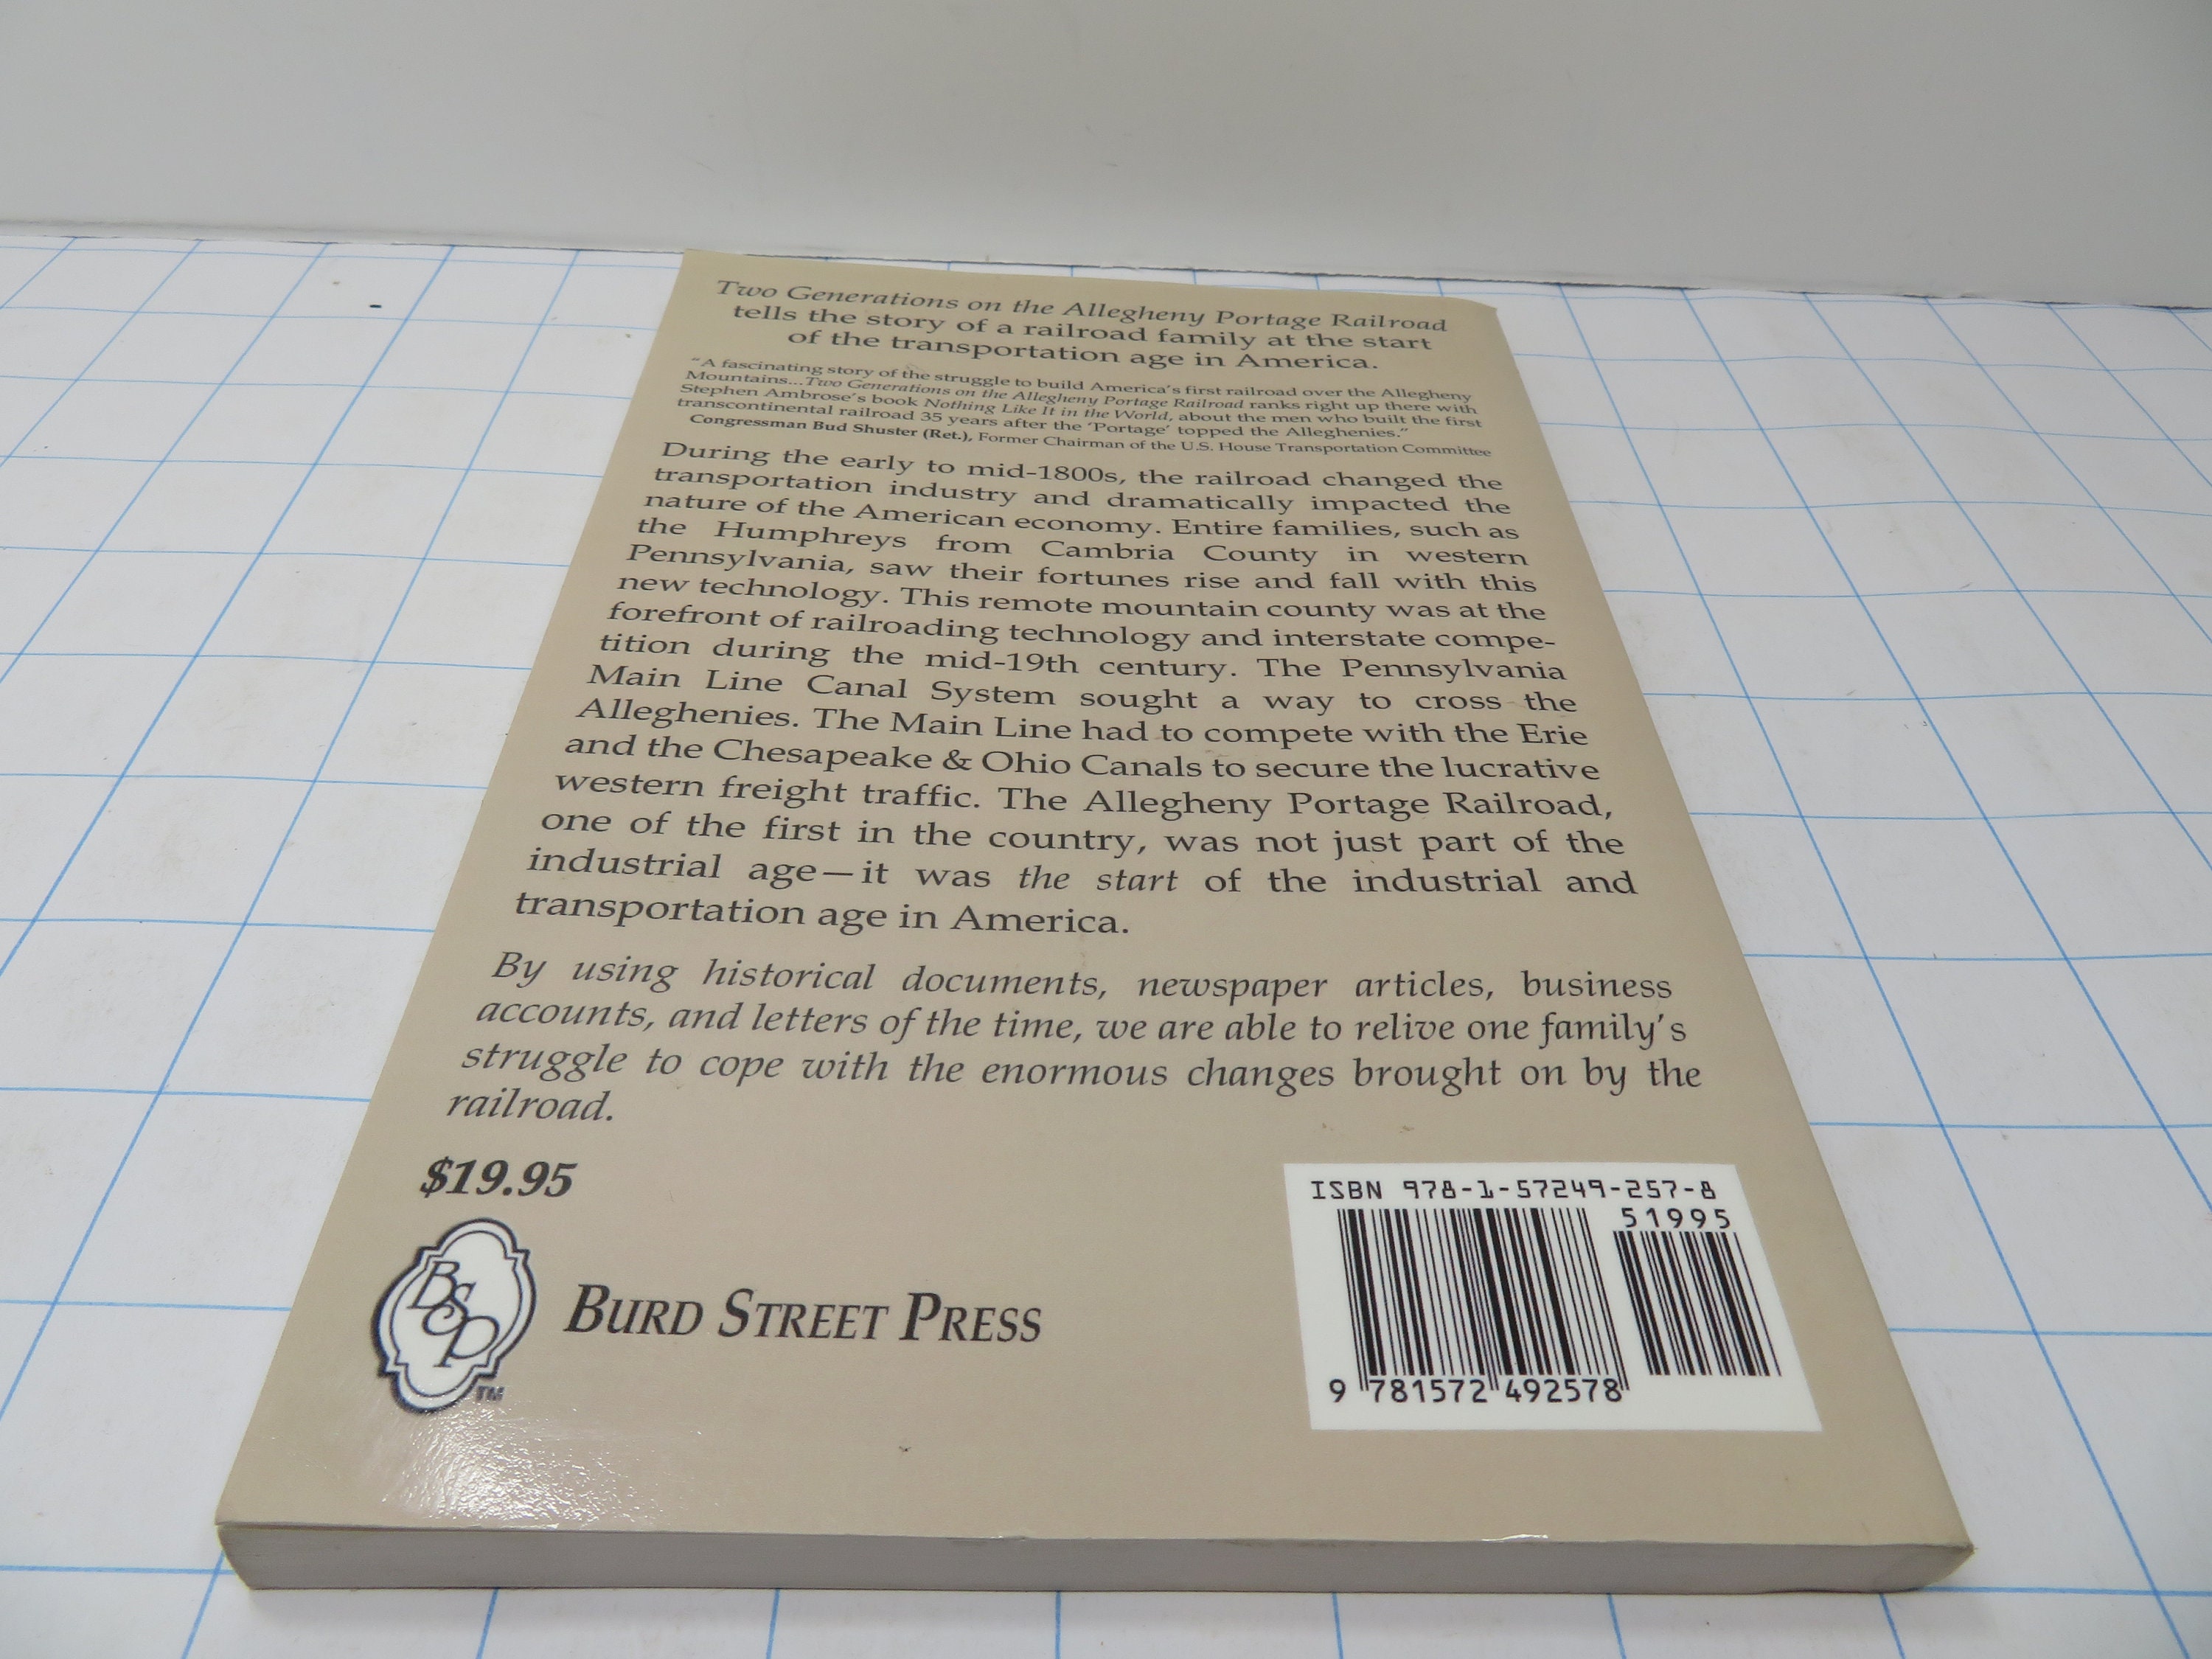 Two Generations on the Allegheny Portage Railroad
tells the story of a railroad family at the start
of the transportation age in America.
"A fascinating story of the struggle to build America's first railroad over the Allegheny
Mountains...Two Generations on the Allegheny Portage Railroad ranks right up there with
Stephen Ambrose's book Nothing Like It in the World, about the men who built the first
transcontinental railroad 35 years after the 'Portage' topped the Alleghenies."
Congressman Bud Shuster (Ret.), Former Chairman of the U.S. House Transportation Committee
During the early to mid-1800s, the railroad changed the
transportation industry and dramatically impacted the
nature of the American economy. Entire families, such as
the Humphreys from Cambria County in western
Pennsylvania, saw their fortunes rise and fall with this
new technology. This remote mountain county was at the
forefront of railroading technology and interstate compe-
tition during the mid-19th century. The Pennsylvania
Main Line Canal System sought a way to cross the
Alleghenies. The Main Line had to compete with the Erie
and the Chesapeake & Ohio Canals to secure the lucrative
western freight traffic. The Allegheny Portage Railroad,
one of the first in the country, was not just part of the
industrial age—it was the start of the industrial and
transportation age in America.
By using historical documents, newspaper articles, business
accounts, and letters of the time, we are able to relive one family's
struggle to cope with the enormous changes brought on by the
railroad.
$19.95
BSP
TM
BURD STREET PRESS
ISBN 978-1-57249-257-8
51995
9 781572 492578